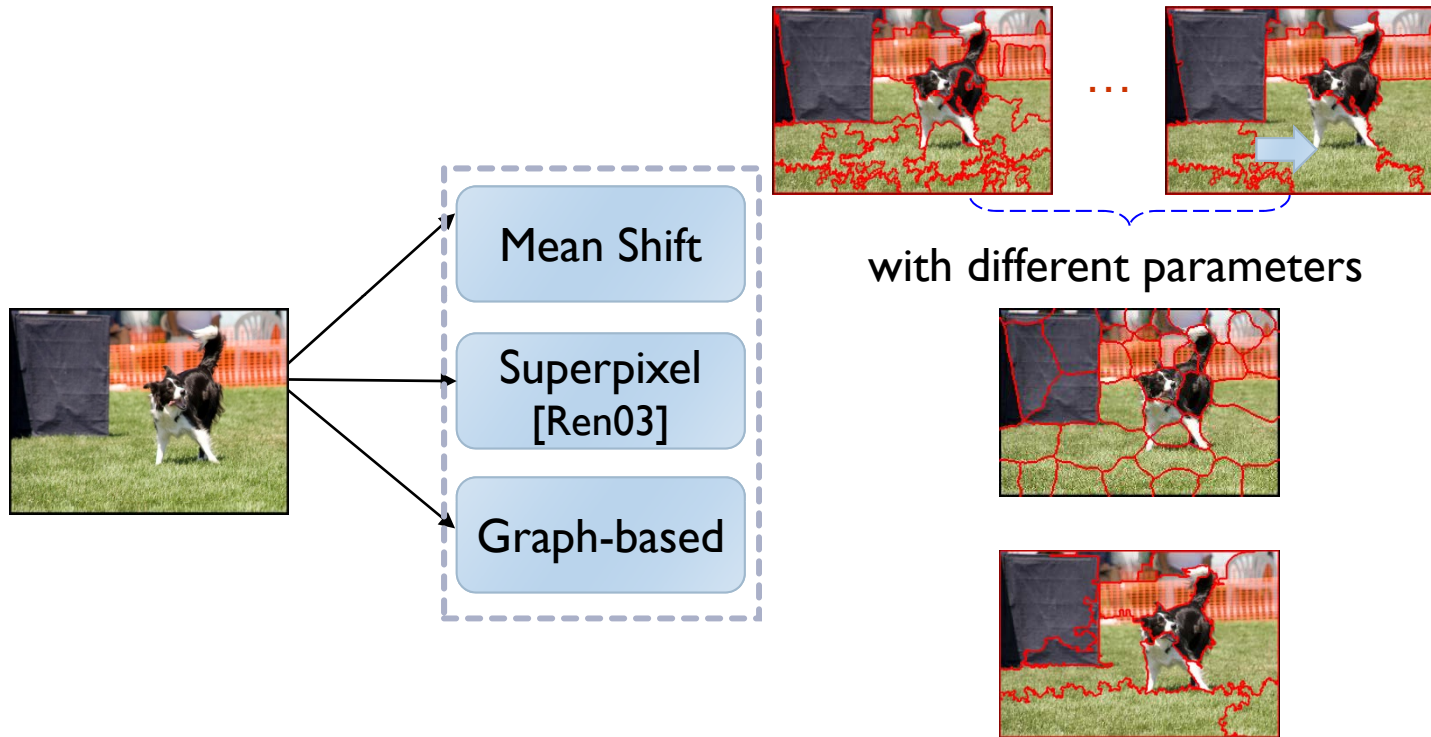 ...
Mean Shift
with different parameters
Superpixel
[Ren03]
Graph-based